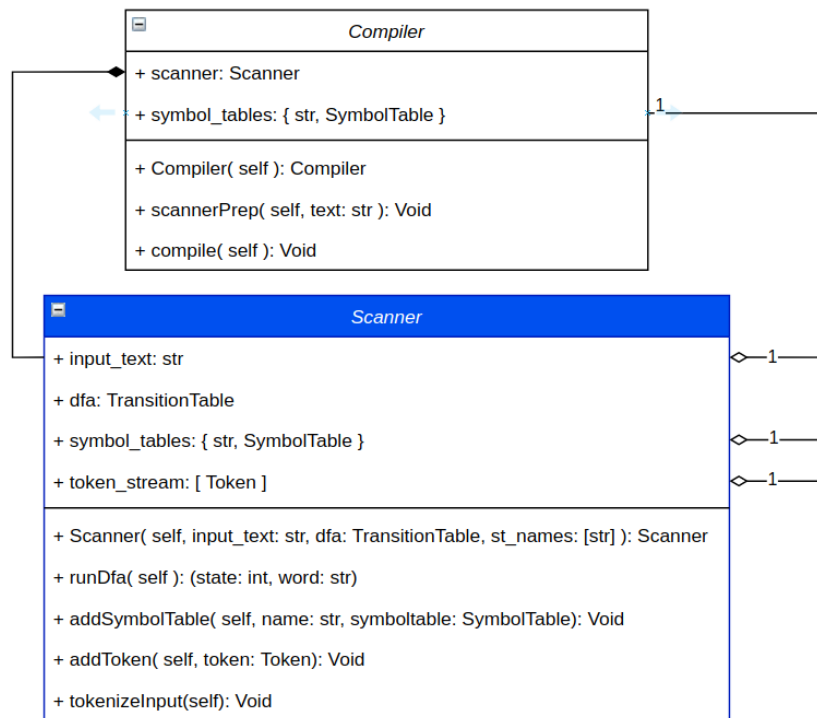 Compiler
+ scanner: Scanner
+ symbol_tables: { str, SymbolTable }
1
+ Compiler( self ): Compiler
+ scannerPrep( self, text: str ): Void
+ compile( self ): Void
Scanner
+ input_text: str
1
+ dfa: TransitionTable
+ symbol_tables: { str, SymbolTable }
1
+ token_stream: [ Token ]
1
+ Scanner( self, input_text: str, dfa: TransitionTable, st_names: [str] ): Scanner
+ runDfa( self ): (state: int, word: str)
+ addSymbolTable( self, name: str, symboltable: SymbolTable): Void
+ addToken( self, token: Token): Void
+ tokenizeInput(self): Void